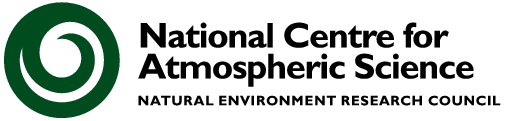 National Centre for
Atmospheric Science
NATURAL ENVIRONMENT RESEARCH COUNCIL